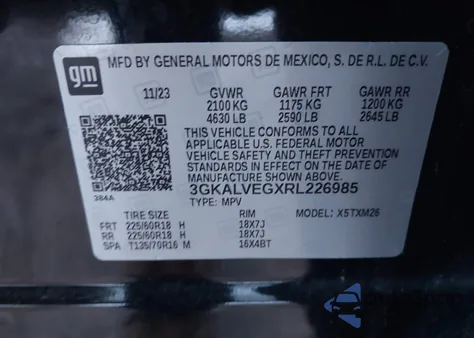 gm
MFD BY GENERAL MOTORS DE MEXICO, S. DE R.L. DE C.V.
11/23 GVWR GAWR FRT GAWR RR
2100 KG 1175 KG 1200 KG
4630 LB 2590 LB 2645 LB
THIS VEHICLE CONFORMS TO ALL
APPLICABLE U.S. FEDERAL MOTOR
VEHICLE SAFETY, BUMPER, AND THEFT PREVENTION
STANDARDS IN EFFECT ON THE DATE OF
MANUFACTURE SHOWN ABOVE.
384A 3GKALVEGXRL226985
TYPE: MPV MODEL: X5TXM26
TIRE SIZE RIM
FRT 225/60R18 H 18X7J
RR 225/60R18 H 18X7J
SPA T135/70R16 M 16X4BT